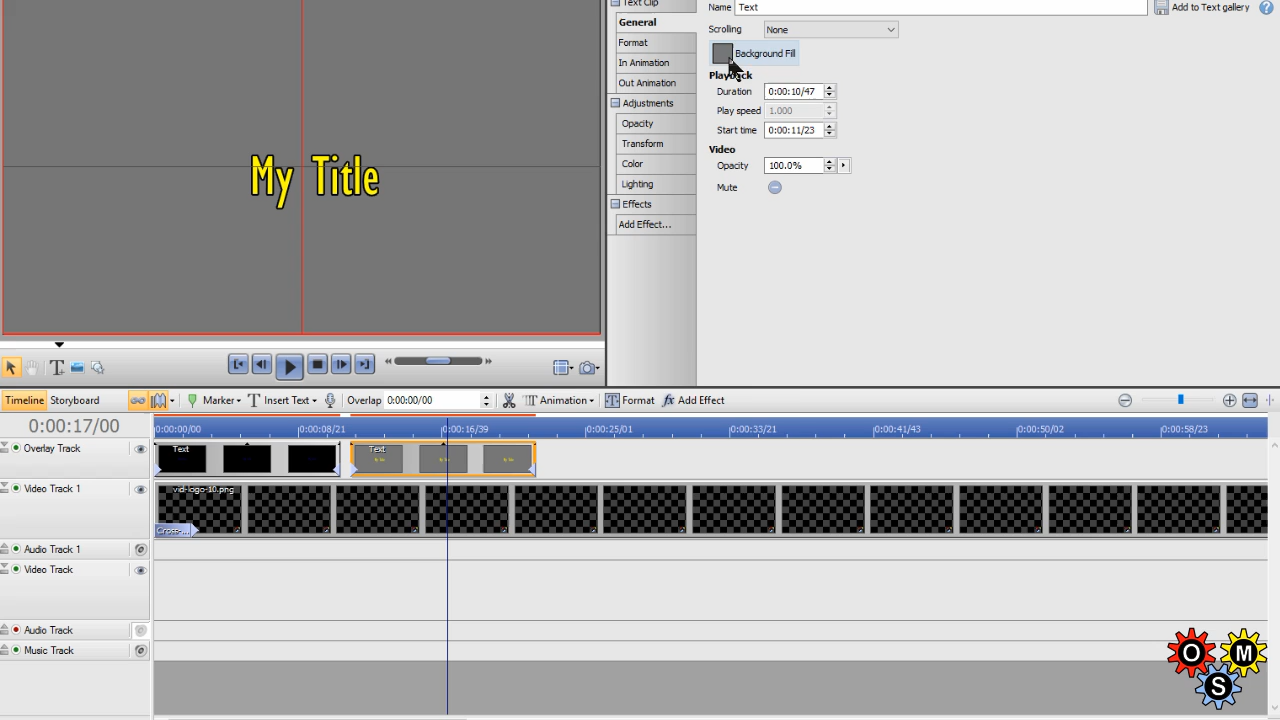 Text Clip
Name Text Add to Text gallery ?
General
Scrolling None
Format
Background Fill
In Animation
Playback
Out Animation
Duration 0:00:10/47
Adjustments
Play speed 1.000
Opacity
Start time 0:00:11/23
Transform
Video
Color
Opacity 100.0%
Lighting
Mute
Effects
Add Effect...
My Title
Timeline Storyboard Marker T Insert Text Overlap 0:00:00/00 Animation T Format fx Add Effect
0:00:17/00 0:00:00/00 0:00:08/21 0:00:16/39 0:00:25/01 0:00:33/21 0:00:41/43 0:00:50/02 0:00:58/23
Overlay Track Text Text
Video Track 1 vid-logo-10.png
Cross-...
Audio Track 1
Video Track
Audio Track
Music Track
O M
S